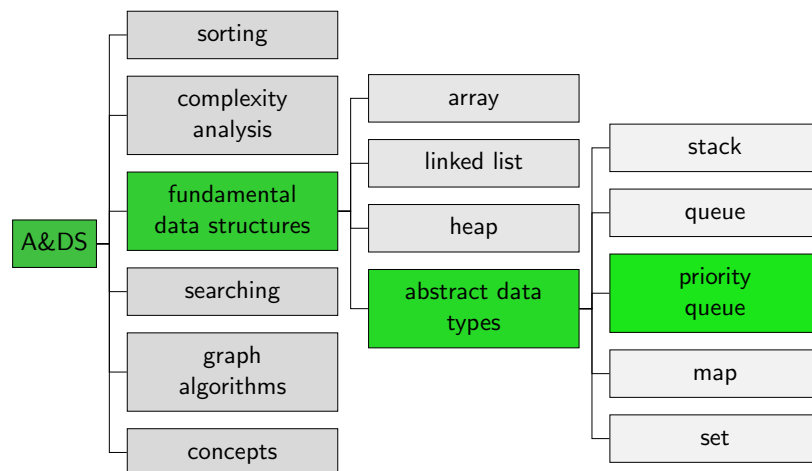 A&DS
sorting
complexity
analysis
fundamental
data structures
searching
graph
algorithms
concepts
array
linked list
heap
abstract data
types
stack
queue
priority
queue
map
set